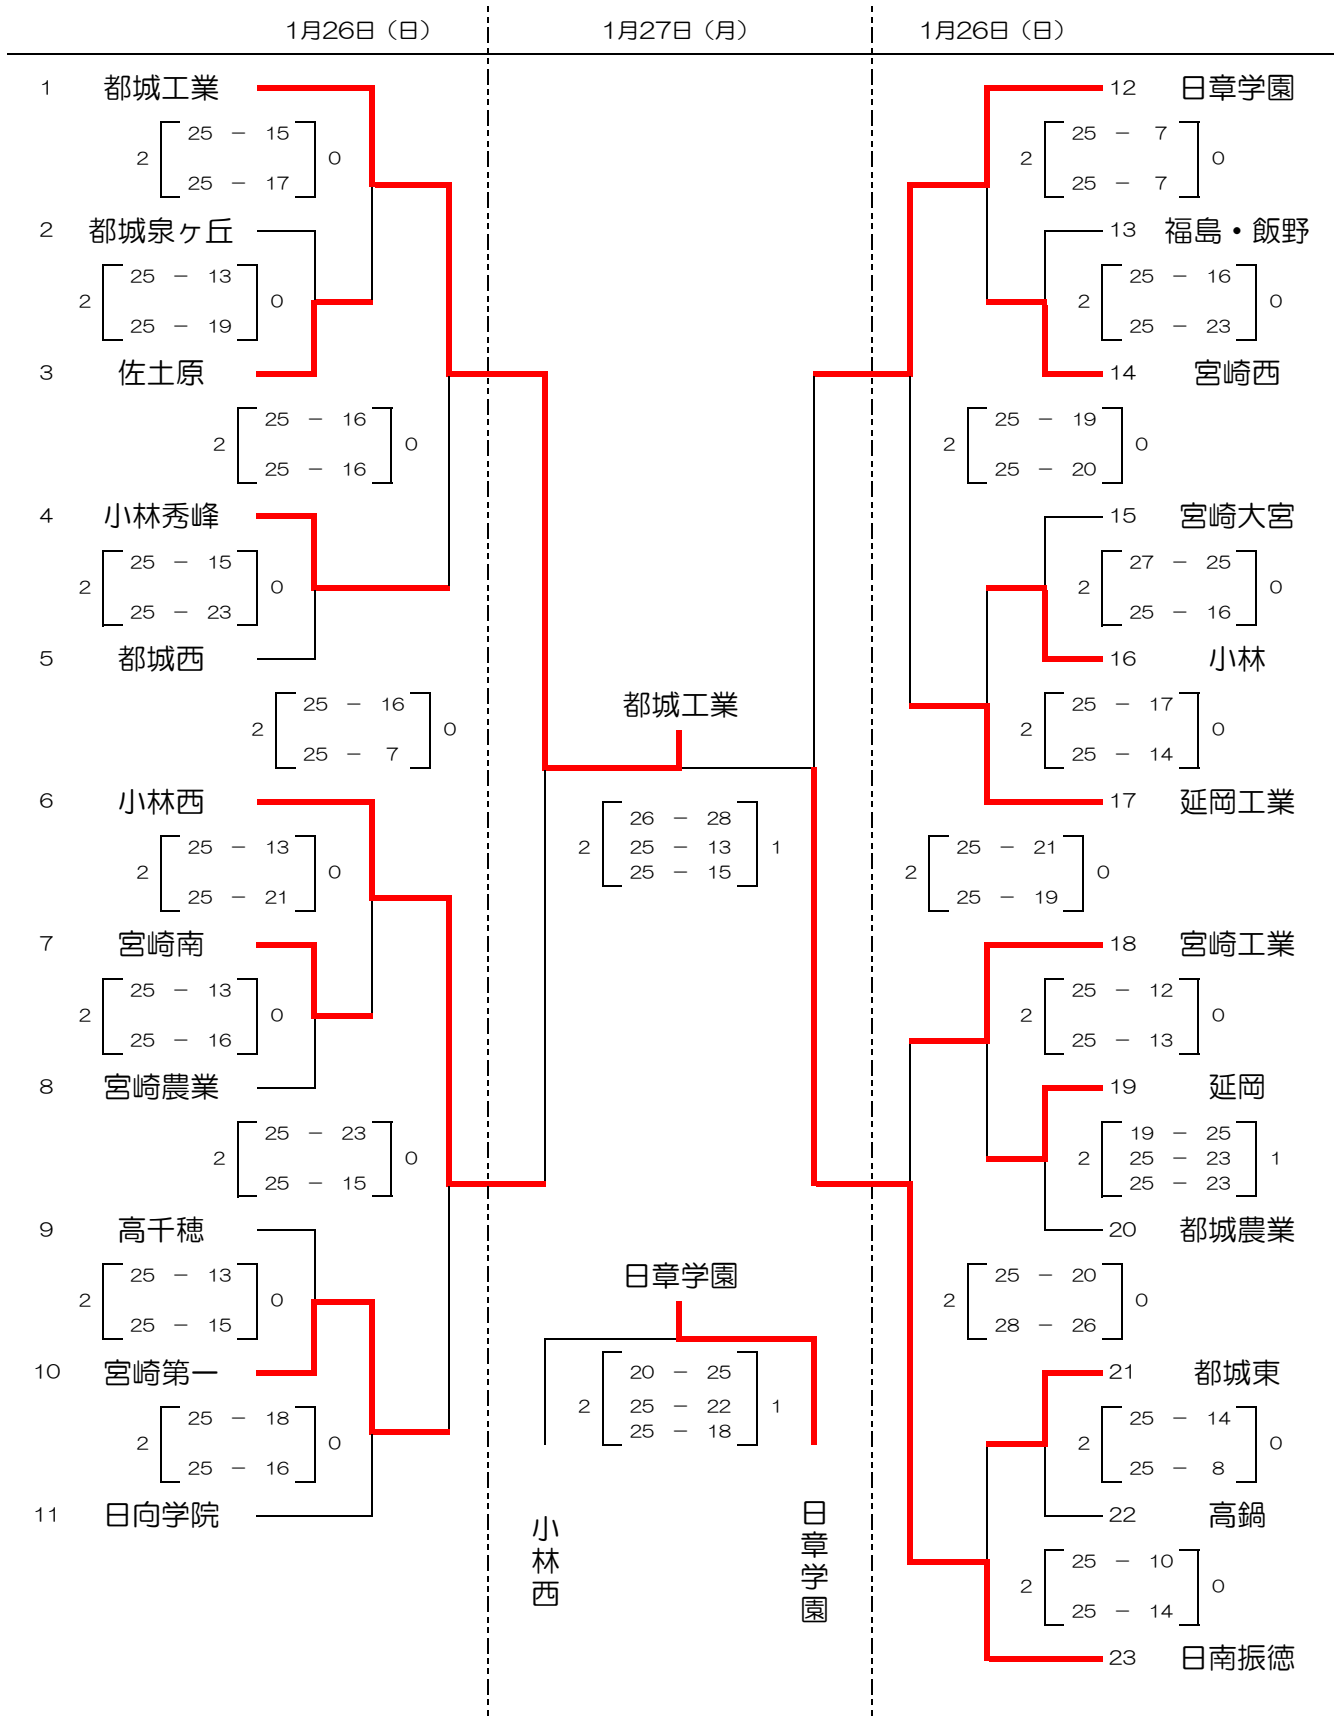 1月26日（日）
1月27日（月）
1月26日（日）
1 都城工業
12 日章学園
25 － 15
2 0
25 － 17
25 － 7
2 0
25 － 7
2 都城泉ヶ丘
13 福島・飯野
25 － 13
2 0
25 － 19
25 － 16
2 0
25 － 23
3 佐土原
14 宮崎西
25 － 16
2 0
25 － 16
25 － 19
2 0
25 － 20
4 小林秀峰
15 宮崎大宮
25 － 15
2 0
25 － 23
27 － 25
2 0
25 － 16
5 都城西
16 小林
25 － 16
2 0
25 － 7
都城工業
25 － 17
2 0
25 － 14
6 小林西
17 延岡工業
25 － 13
2 0
25 － 21
26 － 28
2 25 － 13 1
25 － 15
25 － 21
2 0
25 － 19
7 宮崎南
18 宮崎工業
25 － 13
2 0
25 － 16
25 － 12
2 0
25 － 13
8 宮崎農業
19 延岡
25 － 23
2 0
25 － 15
19 － 25
2 25 － 23 1
25 － 23
9 高千穂
20 都城農業
25 － 13
2 0
25 － 15
日章学園
25 － 20
2 0
28 － 26
10 宮崎第一
21 都城東
20 － 25
2 25 － 22 1
25 － 18
25 － 18
2 0
25 － 16
25 － 14
2 0
25 － 8
11 日向学院
22 高鍋
小林西
日章学園
25 － 10
2 0
25 － 14
23 日南振徳